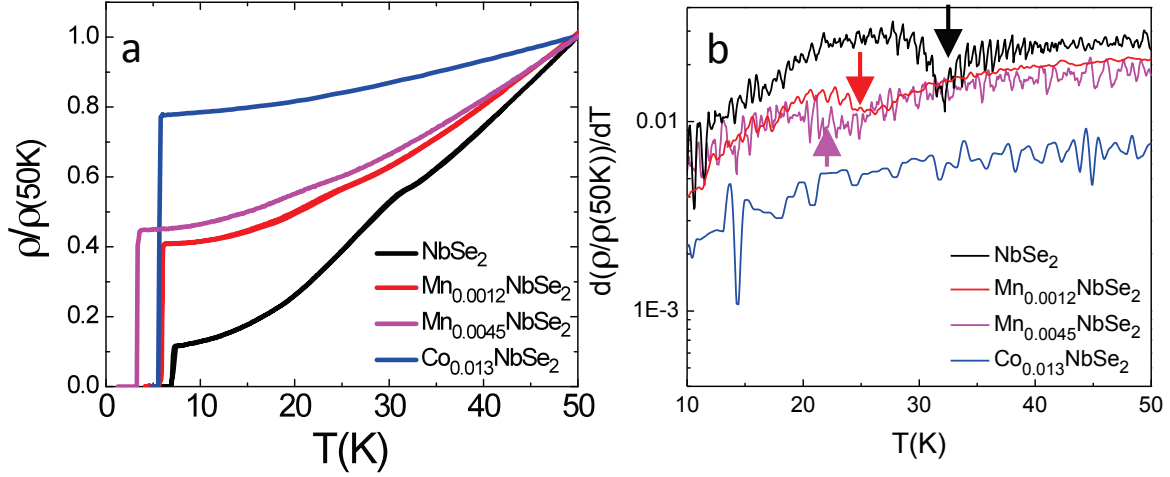 a
ρ/ρ(50K)
1.0
0.8
0.6
0.4
0.2
0.0
10
20
30
40
50
T(K)
NbSe₂
Mn₀.₀₀₁₂NbSe₂
Mn₀.₀₀₄₅NbSe₂
Co₀.₀₁₃NbSe₂
b
d(ρ/ρ(50K))/dT
0.01
1E-3
10
20
30
40
50
T(K)
NbSe₂
Mn₀.₀₀₁₂NbSe₂
Mn₀.₀₀₄₅NbSe₂
Co₀.₀₁₃NbSe₂